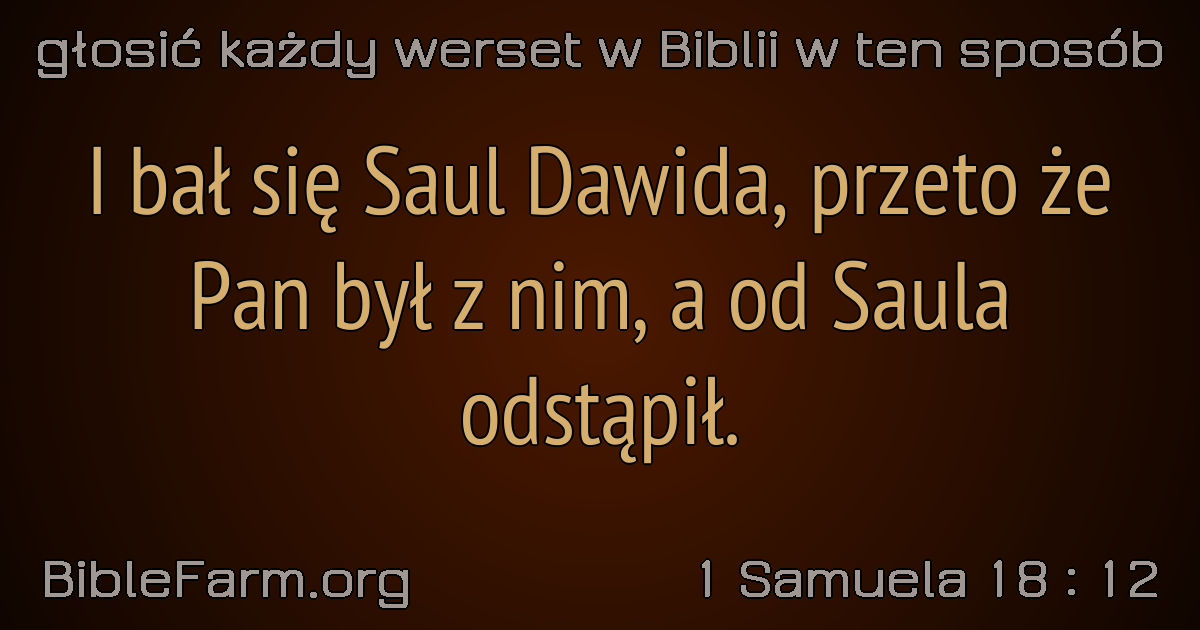 głosić każdy werset w Biblii w ten sposób
I bał się Saul Dawida, przeto że
Pan był z nim, a od Saula
odstąpił.
BibleFarm.org
1 Samuela 18 : 12